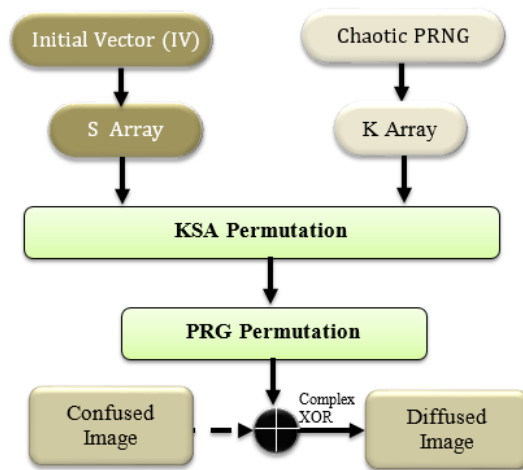 Initial Vector (IV)
Chaotic PRNG
S Array
K Array
KSA Permutation
PRG Permutation
Complex
XOR
Confused
Image
Diffused
Image